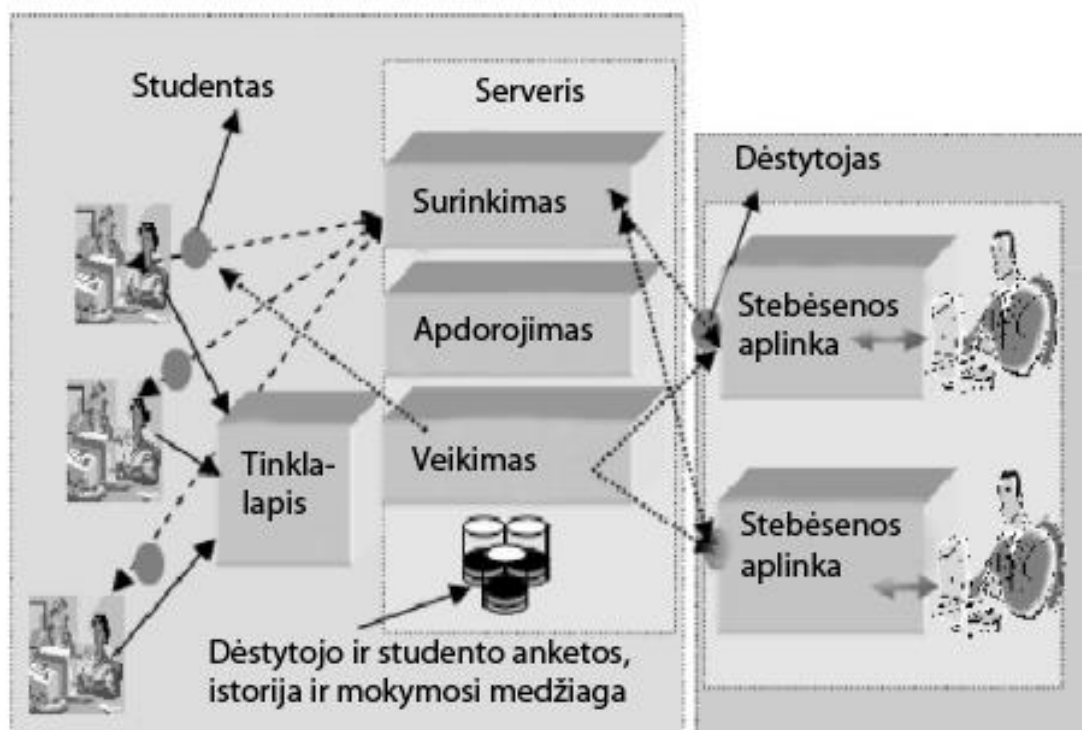 Studentas
Serveris
Dėstytojas
Surinkimas
Apdorojimas
Veikimas
Tinkla-
lapis
Stebėsenos
aplinka
Stebėsenos
aplinka
Dėstytojo ir studento anketos,
istorija ir mokymosi medžiaga